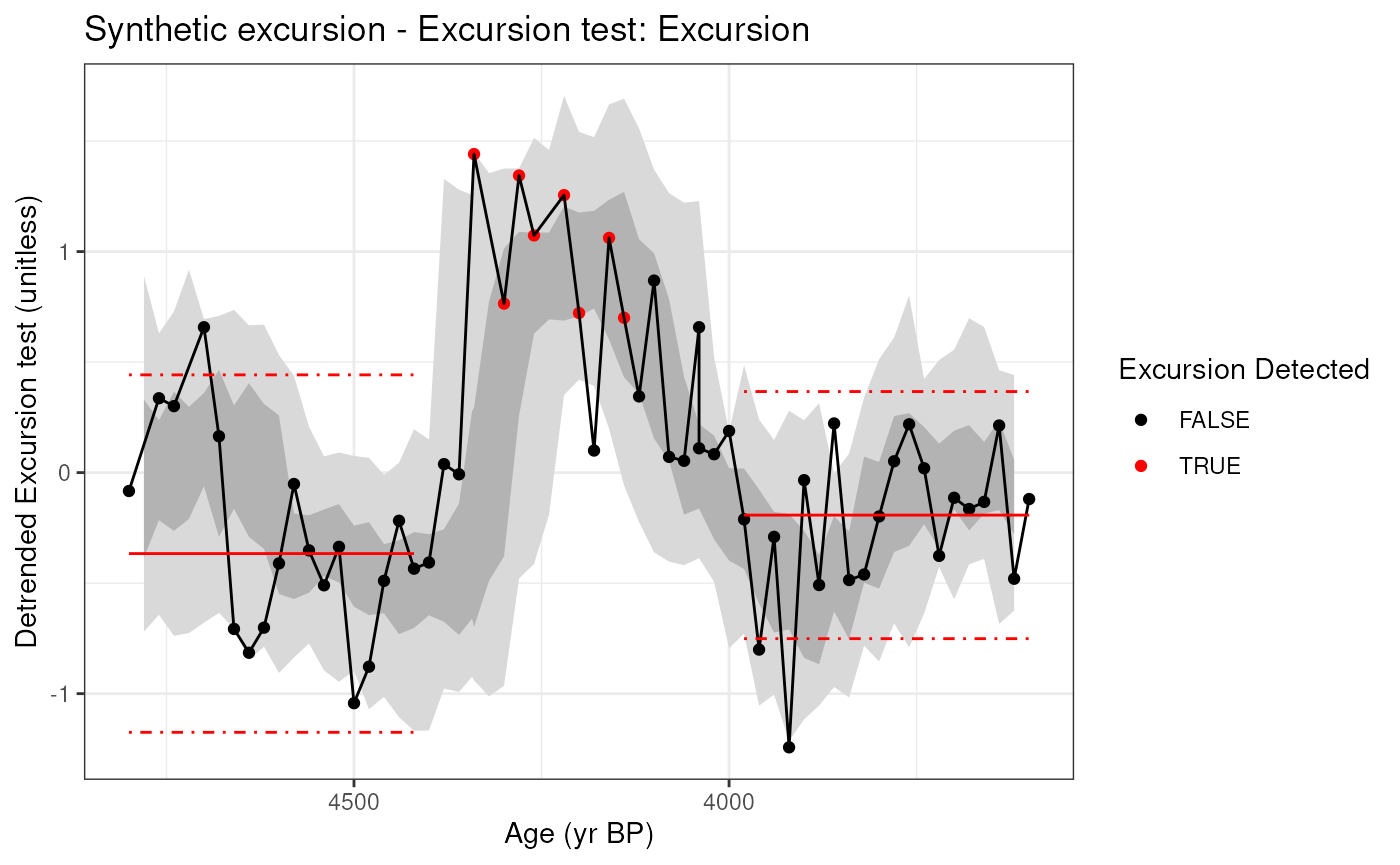 Synthetic excursion - Excursion test: Excursion
Detrended Excursion test (unitless)
1
0
-1
4500
4000
Age (yr BP)
Excursion Detected
FALSE
TRUE